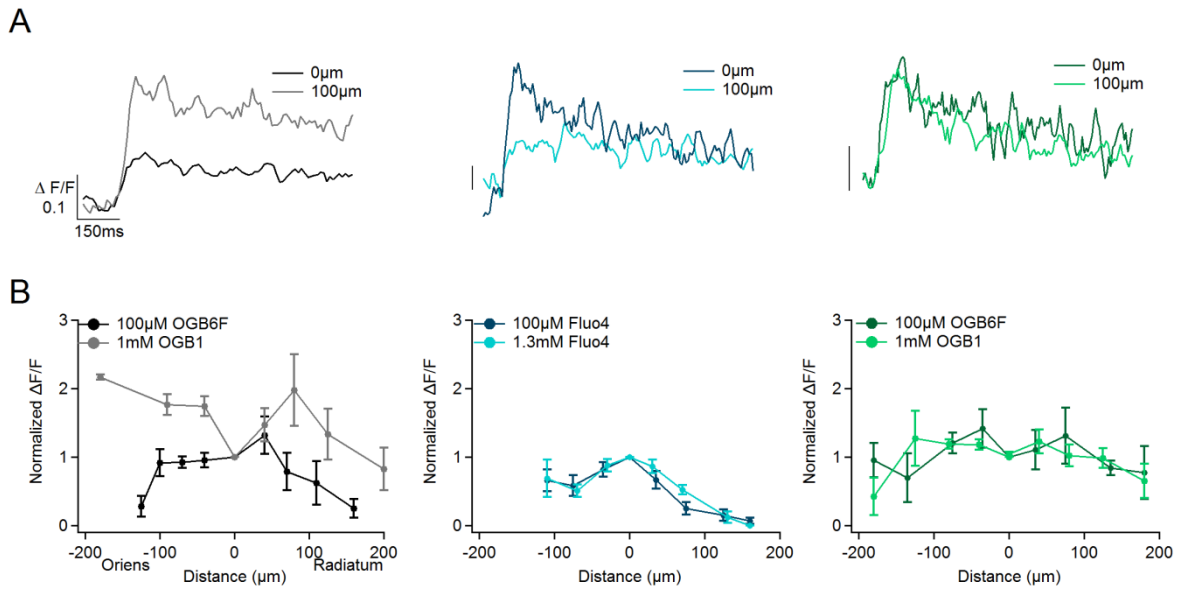 A
0µm
100µm
Δ F/F
0.1
150ms
0µm
100µm
0µm
100µm
B
100µM OGB6F
1mM OGB1
Normalized ΔF/F
3
2
1
0
-200 -100 0 100 200
Oriens Radiatum
Distance (µm)
100µM Fluo4
1.3mM Fluo4
Normalized ΔF/F
3
2
1
0
-200 -100 0 100 200
Distance (µm)
100µM OGB6F
1mM OGB1
Normalized ΔF/F
3
2
1
0
-200 -100 0 100 200
Distance (µm)